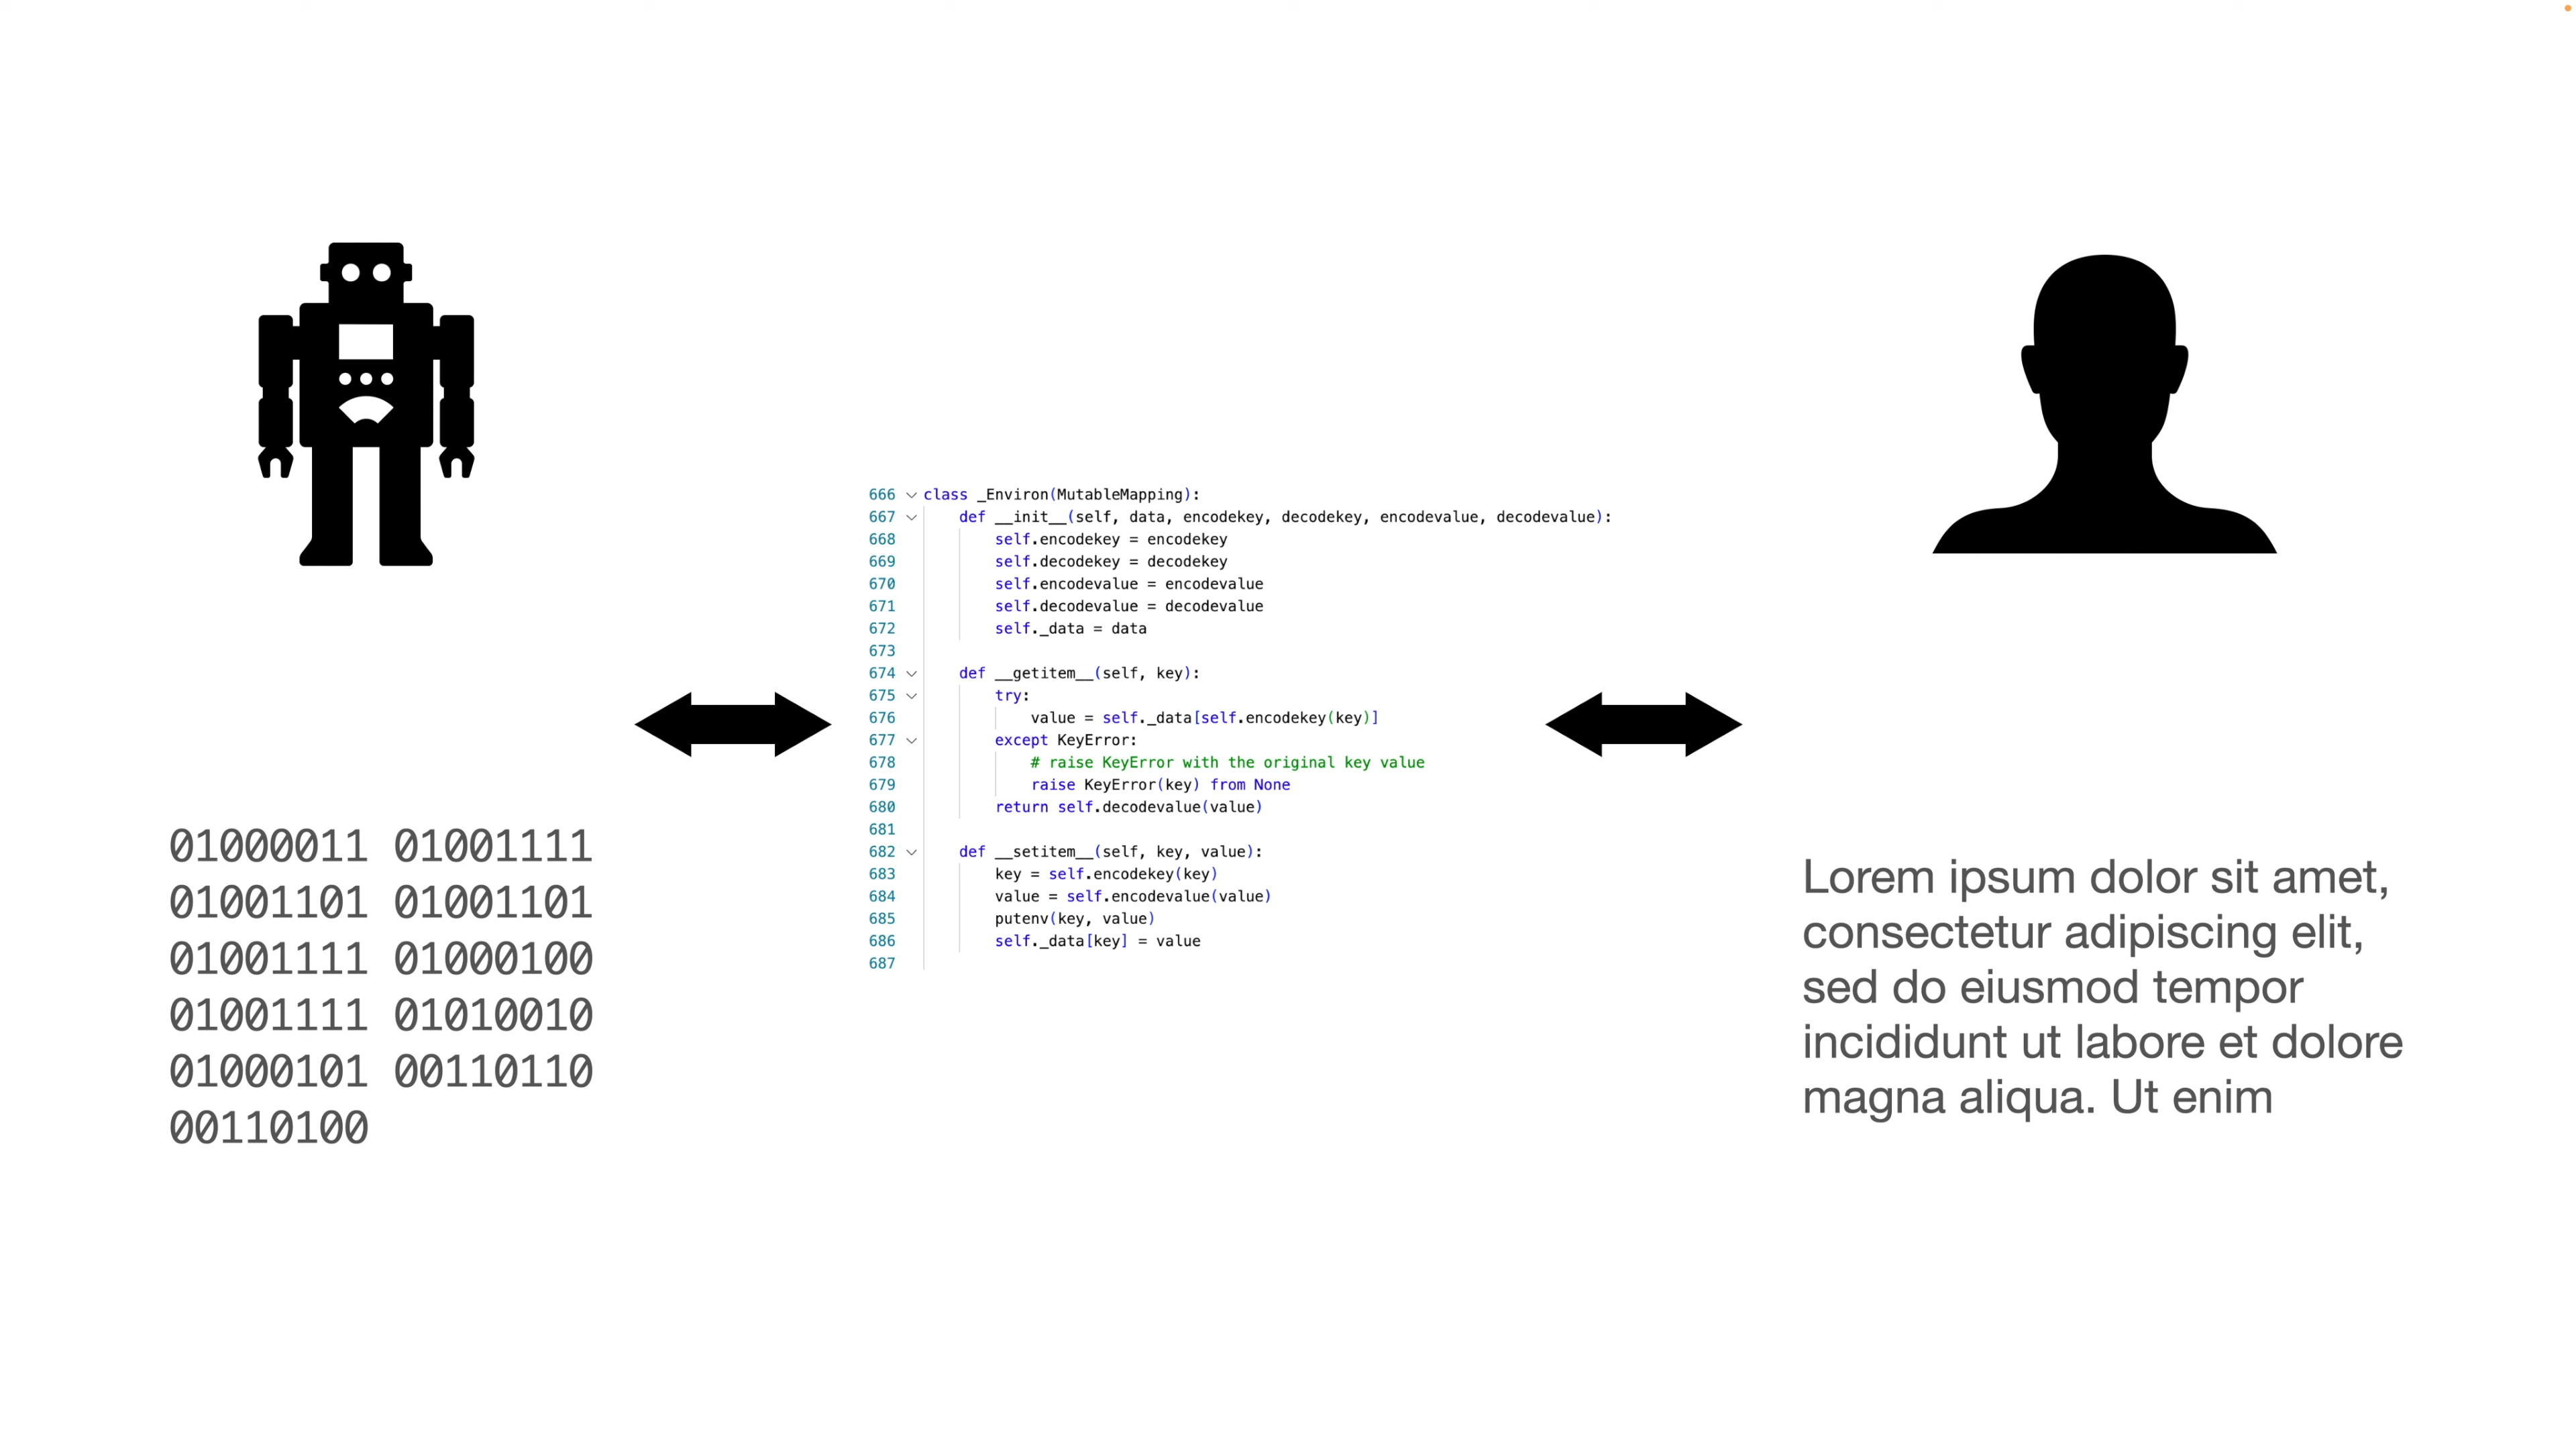 01000011 01001111
01001101 01001101
01001111 01000100
01001111 01010010
01000101 00110110
00110100
666 class _Environ(MutableMapping):
667     def __init__(self, data, encodekey, decodekey, encodevalue, decodevalue):
668         self.encodekey = encodekey
669         self.decodekey = decodekey
670         self.encodevalue = encodevalue
671         self.decodevalue = decodevalue
672         self._data = data
673
674     def __getitem__(self, key):
675         try:
676             value = self._data[self.encodekey(key)]
677         except KeyError:
678             # raise KeyError with the original key value
679             raise KeyError(key) from None
680         return self.decodevalue(value)
681
682     def __setitem__(self, key, value):
683         key = self.encodekey(key)
684         value = self.encodevalue(value)
685         putenv(key, value)
686         self._data[key] = value
687
Lorem ipsum dolor sit amet,
consectetur adipiscing elit,
sed do eiusmod tempor
incididunt ut labore et dolore
magna aliqua. Ut enim